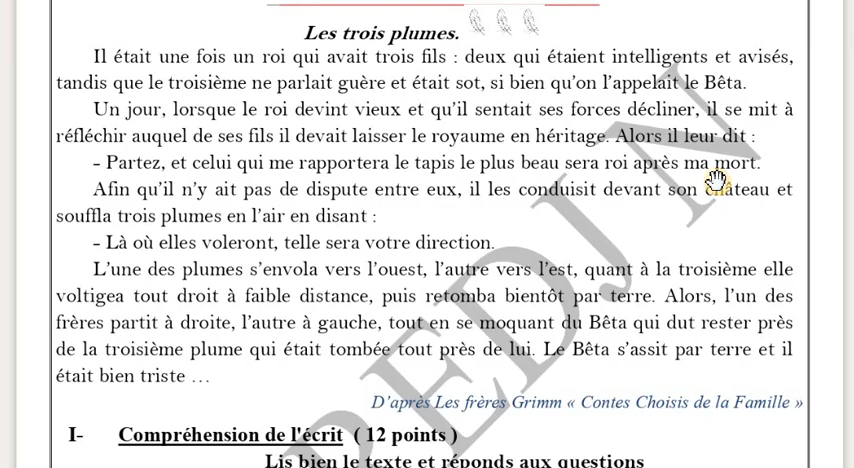 Les trois plumes.
Il était une fois un roi qui avait trois fils : deux qui étaient intelligents et avisés,
tandis que le troisième ne parlait guère et était sot, si bien qu'on l'appelait le Bêta.
Un jour, lorsque le roi devint vieux et qu'il sentait ses forces décliner, il se mit à
réfléchir auquel de ses fils il devait laisser le royaume en héritage. Alors il leur dit :
- Partez, et celui qui me rapportera le tapis le plus beau sera roi après ma mort.
Afin qu'il n'y ait pas de dispute entre eux, il les conduisit devant son château et
souffla trois plumes en l'air en disant :
- Là où elles voleront, telle sera votre direction.
L'une des plumes s'envola vers l'ouest, l'autre vers l'est, quant à la troisième elle
voltigea tout droit à faible distance, puis retomba bientôt par terre. Alors, l'un des
frères partit à droite, l'autre à gauche, tout en se moquant du Bêta qui dut rester près
de la troisième plume qui était tombée tout près de lui. Le Bêta s'assit par terre et il
était bien triste …
D'après Les frères Grimm « Contes Choisis de la Famille »
I- Compréhension de l'écrit ( 12 points )
Lis bien le texte et réponds aux questions
PEDJ N